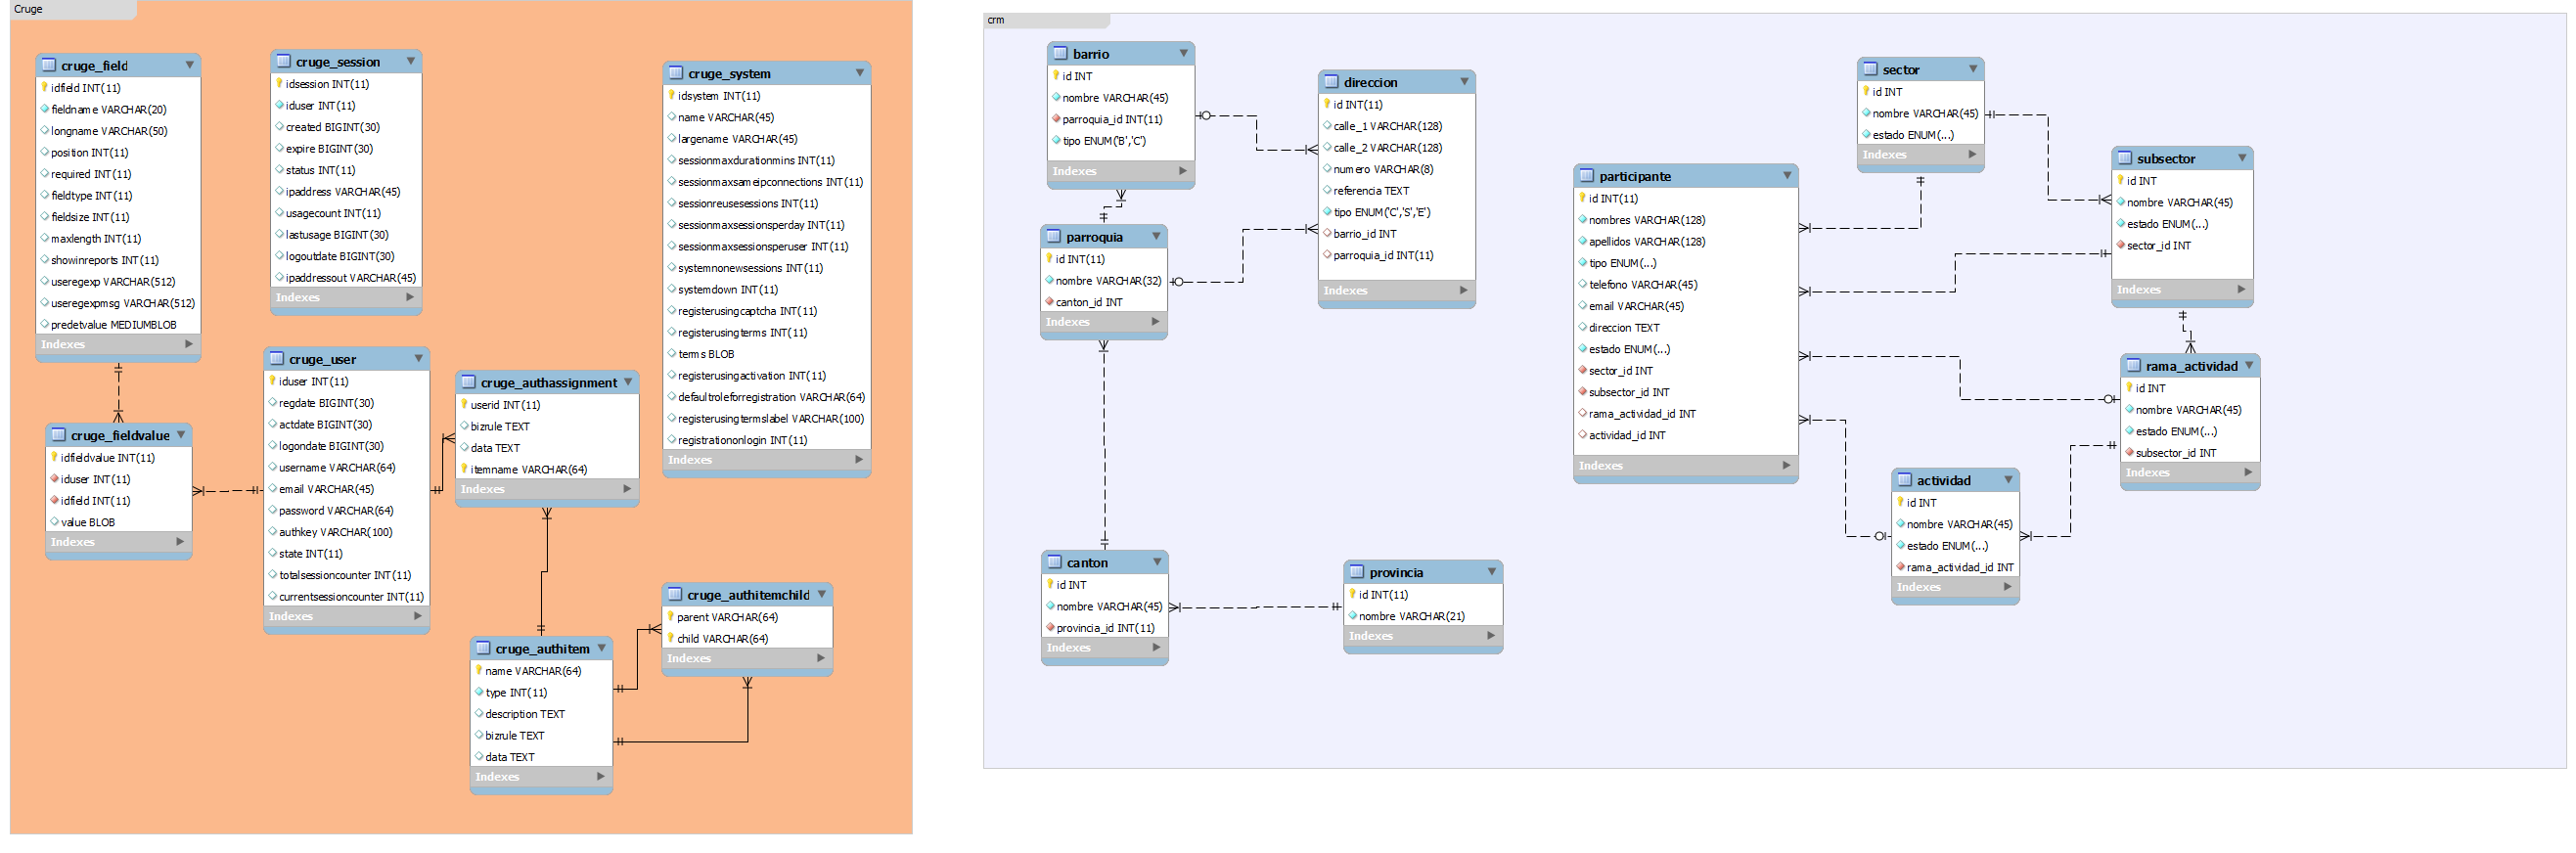 Cruge
cruge_field
idfield INT(11)
fieldname VARCHAR(20)
longname VARCHAR(50)
position INT(11)
required INT(11)
fieldtype INT(11)
fieldsize INT(11)
maxlength INT(11)
showinreports INT(11)
useregexp VARCHAR(512)
useregexpmsg VARCHAR(512)
predetvalue MEDIUMBLOB
Indexes
cruge_session
idsession INT(11)
iduser INT(11)
created BIGINT(30)
expire BIGINT(30)
status INT(11)
ipaddress VARCHAR(45)
usagecount INT(11)
lastusage BIGINT(30)
logoutdate BIGINT(30)
ipaddressout VARCHAR(45)
Indexes
cruge_system
idsystem INT(11)
name VARCHAR(45)
largename VARCHAR(45)
sessionmaxdurationmins INT(11)
sessionmaxsameipconnections INT(11)
sessionreusesessions INT(11)
sessionmaxsessionsperday INT(11)
sessionmaxsessionsperuser INT(11)
systemnonewsessions INT(11)
systemdown INT(11)
registerusingcaptcha INT(11)
registerusingterms INT(11)
terms BLOB
registerusingactivation INT(11)
defaultroleforregistration VARCHAR(64)
registerusingtermslabel VARCHAR(100)
registrationonlogin INT(11)
Indexes
cruge_fieldvalue
idfieldvalue INT(11)
iduser INT(11)
idfield INT(11)
value BLOB
Indexes
cruge_user
iduser INT(11)
regdate BIGINT(30)
actdate BIGINT(30)
logondate BIGINT(30)
username VARCHAR(64)
email VARCHAR(45)
password VARCHAR(64)
authkey VARCHAR(100)
state INT(11)
totalsessioncounter INT(11)
currentsessioncounter INT(11)
Indexes
cruge_authassignment
userid INT(11)
bizrule TEXT
data TEXT
itemname VARCHAR(64)
Indexes
cruge_authitemchild
parent VARCHAR(64)
child VARCHAR(64)
Indexes
cruge_authitem
name VARCHAR(64)
type INT(11)
description TEXT
bizrule TEXT
data TEXT
Indexes
crm
barrio
id INT
nombre VARCHAR(45)
parroquia_id INT(11)
tipo ENUM('B','C')
Indexes
direccion
id INT(11)
calle_1 VARCHAR(128)
calle_2 VARCHAR(128)
numero VARCHAR(8)
referencia TEXT
tipo ENUM('C','S','E')
barrio_id INT
parroquia_id INT(11)
Indexes
parroquia
id INT(11)
nombre VARCHAR(32)
canton_id INT
Indexes
canton
id INT
nombre VARCHAR(45)
provincia_id INT(11)
Indexes
provincia
id INT(11)
nombre VARCHAR(21)
Indexes
participante
id INT(11)
nombres VARCHAR(128)
apellidos VARCHAR(128)
tipo ENUM(...)
telefono VARCHAR(45)
email VARCHAR(45)
direccion TEXT
estado ENUM(...)
sector_id INT
subsector_id INT
rama_actividad_id INT
actividad_id INT
Indexes
sector
id INT
nombre VARCHAR(45)
estado ENUM(...)
Indexes
subsector
id INT
nombre VARCHAR(45)
estado ENUM(...)
sector_id INT
Indexes
rama_actividad
id INT
nombre VARCHAR(45)
estado ENUM(...)
subsector_id INT
Indexes
actividad
id INT
nombre VARCHAR(45)
estado ENUM(...)
rama_actividad_id INT
Indexes